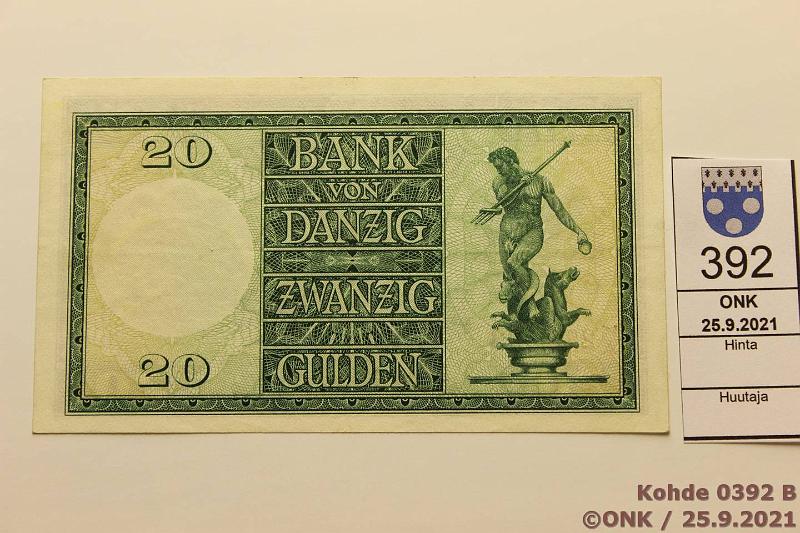 20
BANK
VON
DANZIG
ZWANZIG
GULDEN
20
392
ONK
25.9.2021
Hinta
Huutaja
Kohde 0392 B
©ONK / 25.9.2021